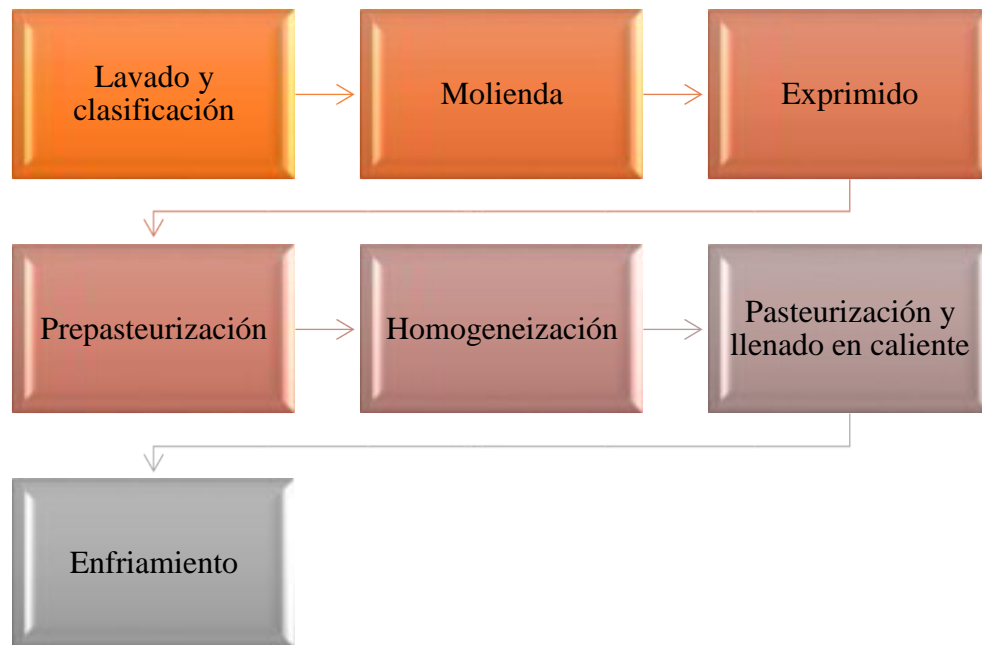 Lavado y
clasificación
Molienda
Exprimido
Prepasteurización
Homogeneización
Pasteurización y
llenado en caliente
Enfriamiento